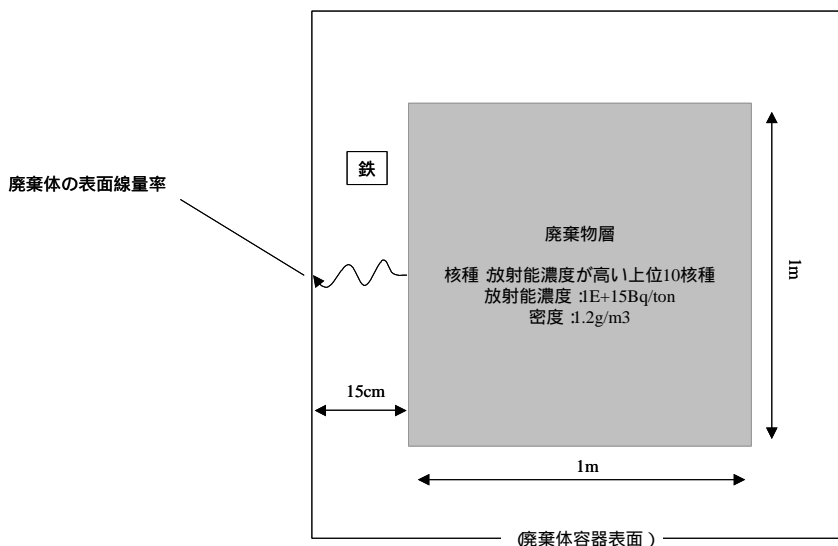 鉄
廃棄体の表面線量率
廃棄物層
核種 :放射能濃度が高い上位10核種
放射能濃度 :1E+15Bq/ton
密度 :1.2g/m3
1m
15cm
1m
(廃棄体容器表面 )